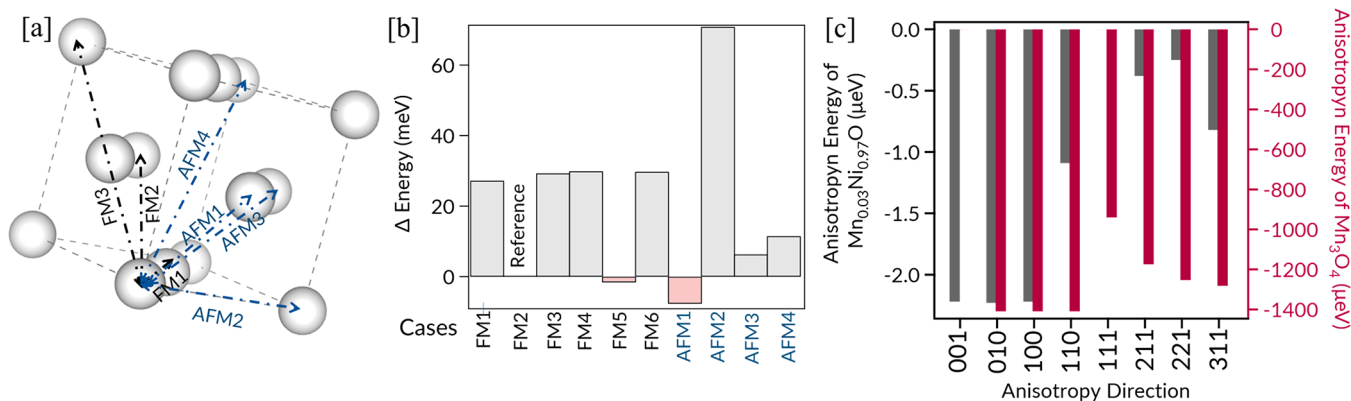 [a]
FM3
FM2
AFM4
AFM1
AFM3
FM1
AFM2
[b]
Δ Energy (meV)
60
40
20
0
Reference
Cases
FM1
FM2
FM3
FM4
FM5
FM6
AFM1
AFM2
AFM3
AFM4
[c]
Anisotropyn Energy of
Mn0.03Ni0.97O (μeV)
0.0
-0.5
-1.0
-1.5
-2.0
0
-200
-400
-600
-800
-1000
-1200
-1400
Anisotropyn Energy of Mn3O4 (μeV)
001
010
100
110
111
211
221
311
Anisotropy Direction